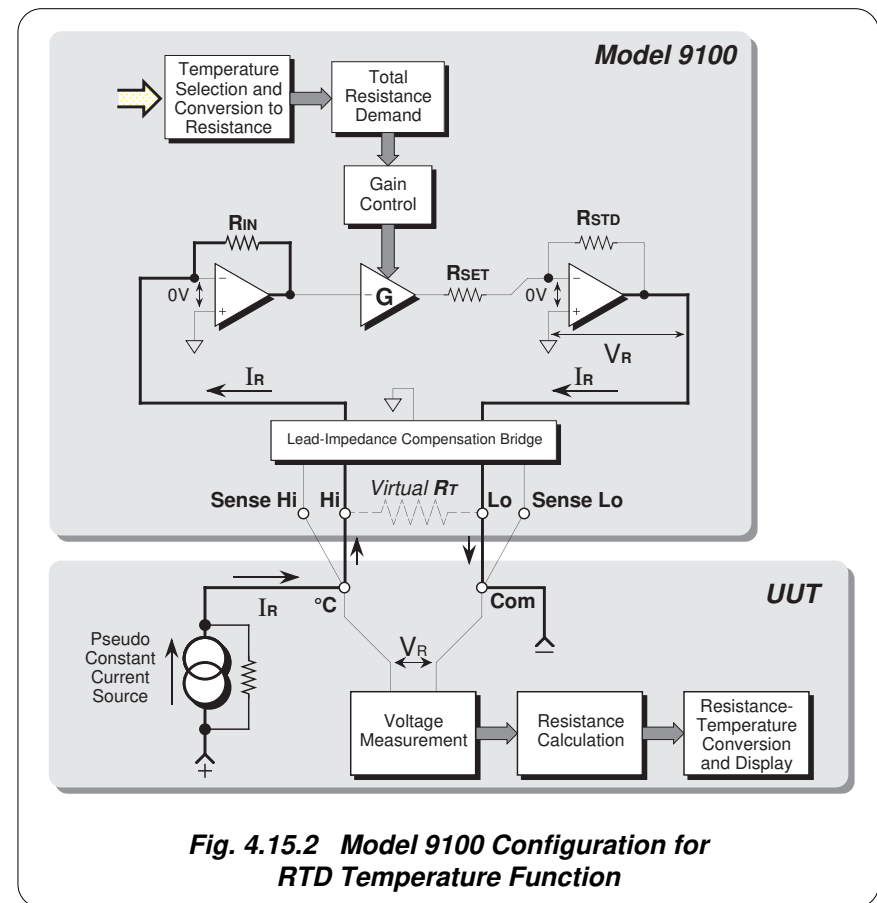 Model 9100
Temperature
Selection and
Conversion to
Resistance
Total
Resistance
Demand
Gain
Control
RIN
RSTD
RSET
G
0V
0V
−
+
−
−
+
VR
IR
IR
Lead-Impedance Compensation Bridge
Sense Hi
Hi
Virtual RT
Lo
Sense Lo
UUT
IR
°C
Com
Pseudo
Constant
Current
Source
+
−
VR
Voltage
Measurement
Resistance
Calculation
Resistance-
Temperature
Conversion
and Display
Fig. 4.15.2 Model 9100 Configuration for
RTD Temperature Function